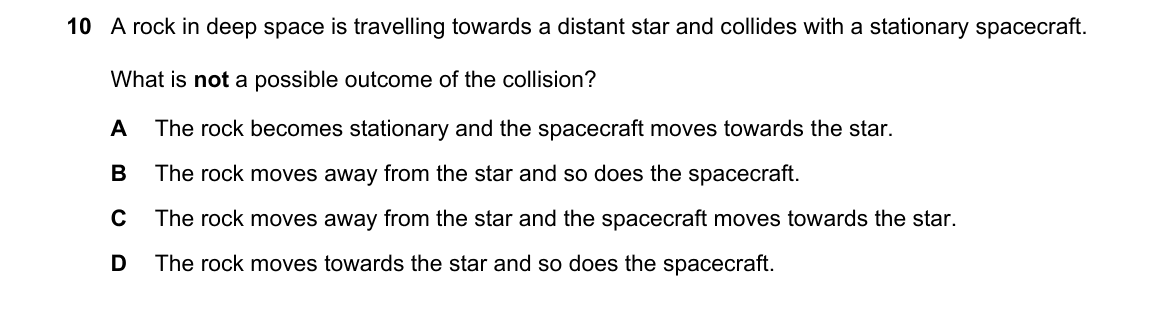 10 A rock in deep space is travelling towards a distant star and collides with a stationary spacecraft.
What is not a possible outcome of the collision?
A The rock becomes stationary and the spacecraft moves towards the star.
B The rock moves away from the star and so does the spacecraft.
C The rock moves away from the star and the spacecraft moves towards the star.
D The rock moves towards the star and so does the spacecraft.